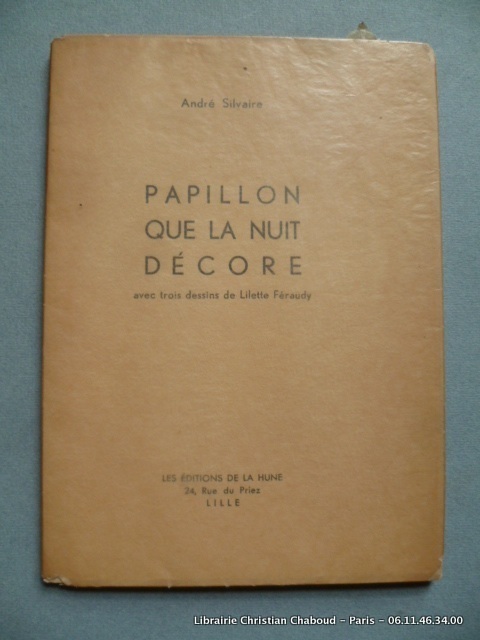 André Silvaire
PAPILLON
QUE LA NUIT
DÉCORE
avec trois dessins de Lilette Féraudy
LES ÉDITIONS DE LA HUNE
24, Rue du Priez
LILLE
Librairie Christian Chaboud - Paris - 06.11.46.34.00